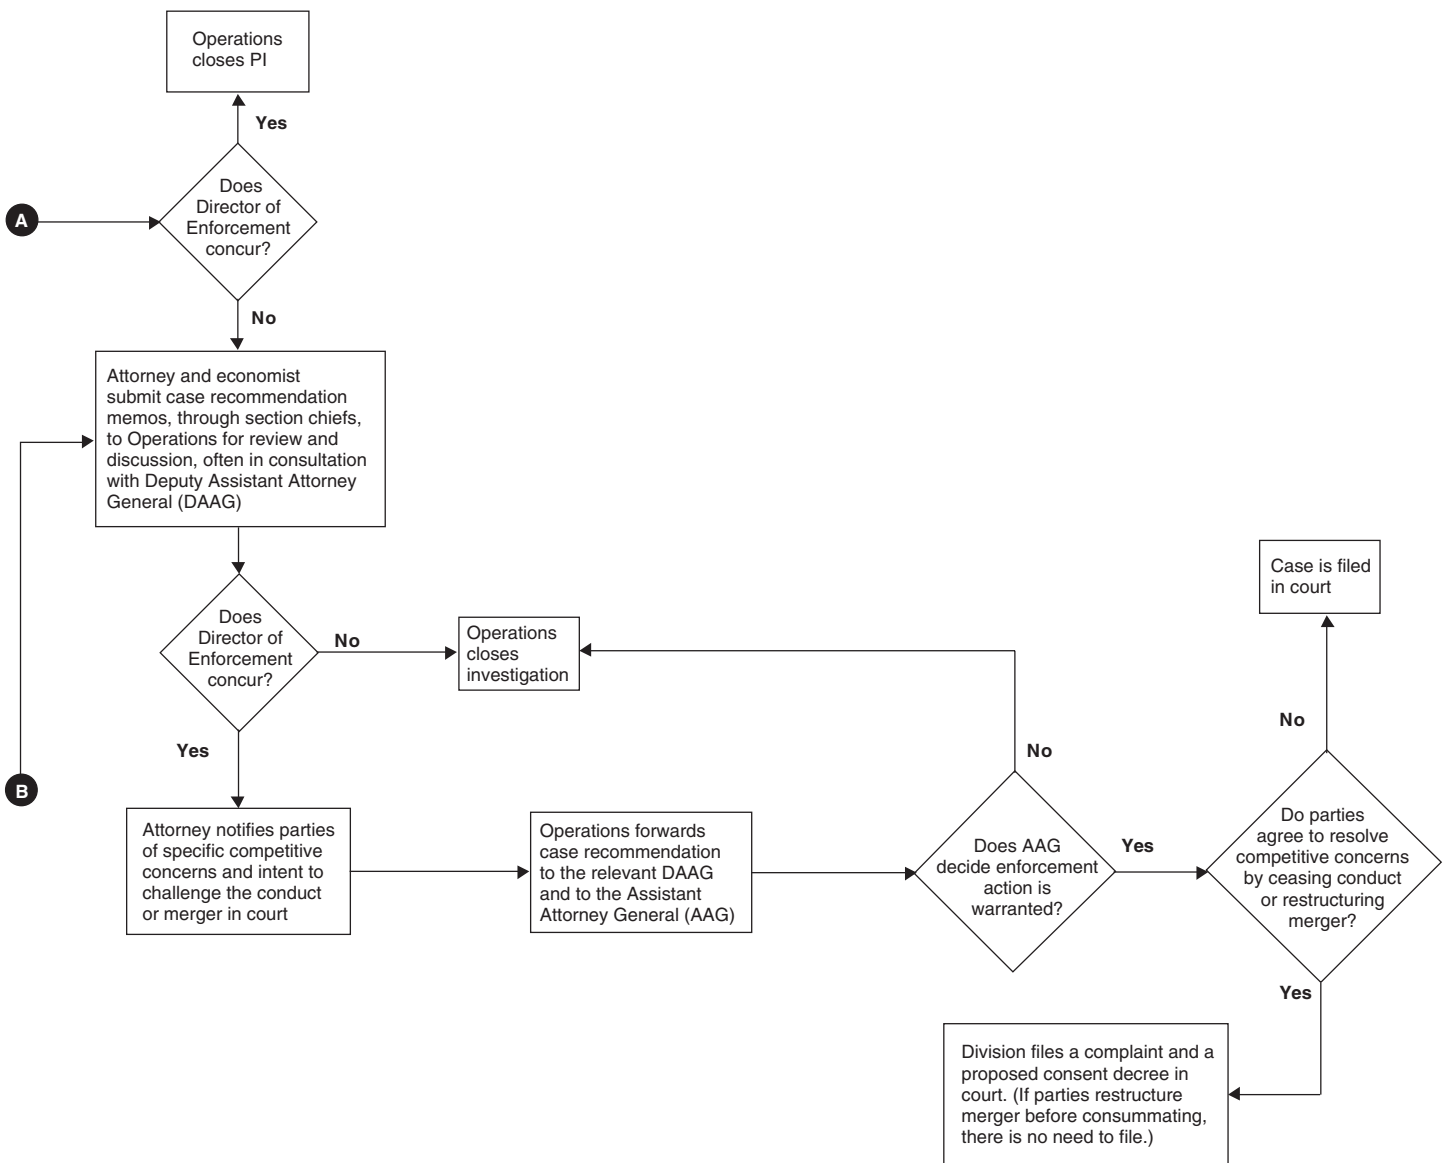 Operations
closes PI
Yes
Does
Director of
Enforcement
concur?
A
No
Attorney and economist
submit case recommendation
memos, through section chiefs,
to Operations for review and
discussion, often in consultation
with Deputy Assistant Attorney
General (DAAG)
Does
Director of
Enforcement
concur?
No
Operations
closes
investigation
Yes
B
Attorney notifies parties
of specific competitive
concerns and intent to
challenge the conduct
or merger in court
Operations forwards
case recommendation
to the relevant DAAG
and to the Assistant
Attorney General (AAG)
No
Does AAG
decide enforcement
action is
warranted?
Yes
Case is filed
in court
No
Do parties
agree to resolve
competitive concerns
by ceasing conduct
or restructuring
merger?
Yes
Division files a complaint and a
proposed consent decree in
court. (If parties restructure
merger before consummating,
there is no need to file.)